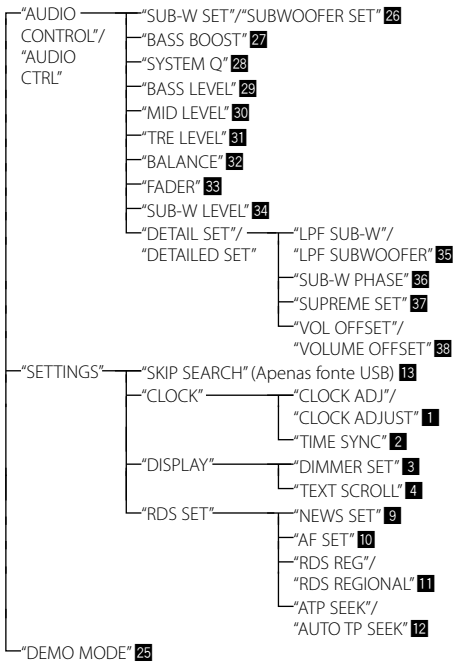 “AUDIO CONTROL”/ “AUDIO CTRL”
“SUB-W SET”/“SUBWOOFER SET” 26
“BASS BOOST” 27
“SYSTEM Q” 28
“BASS LEVEL” 29
“MID LEVEL” 30
“TRE LEVEL” 31
“BALANCE” 32
“FADER” 33
“SUB-W LEVEL” 34
“DETAIL SET”/
“DETAILED SET”
“LPF SUB-W”/
“LPF SUBWOOFER” 35
“SUB-W PHASE” 36
“SUPREME SET” 37
“VOL OFFSET”/
“VOLUME OFFSET” 38
“SETTINGS”
“SKIP SEARCH” (Apenas fonte USB) 13
“CLOCK”
“CLOCK ADJ”/
“CLOCK ADJUST” 1
“TIME SYNC” 2
“DISPLAY”
“DIMMER SET” 3
“TEXT SCROLL” 4
“RDS SET”
“NEWS SET” 9
“AF SET” 10
“RDS REG”/
“RDS REGIONAL” 11
“ATP SEEK”/
“AUTO TP SEEK” 12
“DEMO MODE” 25